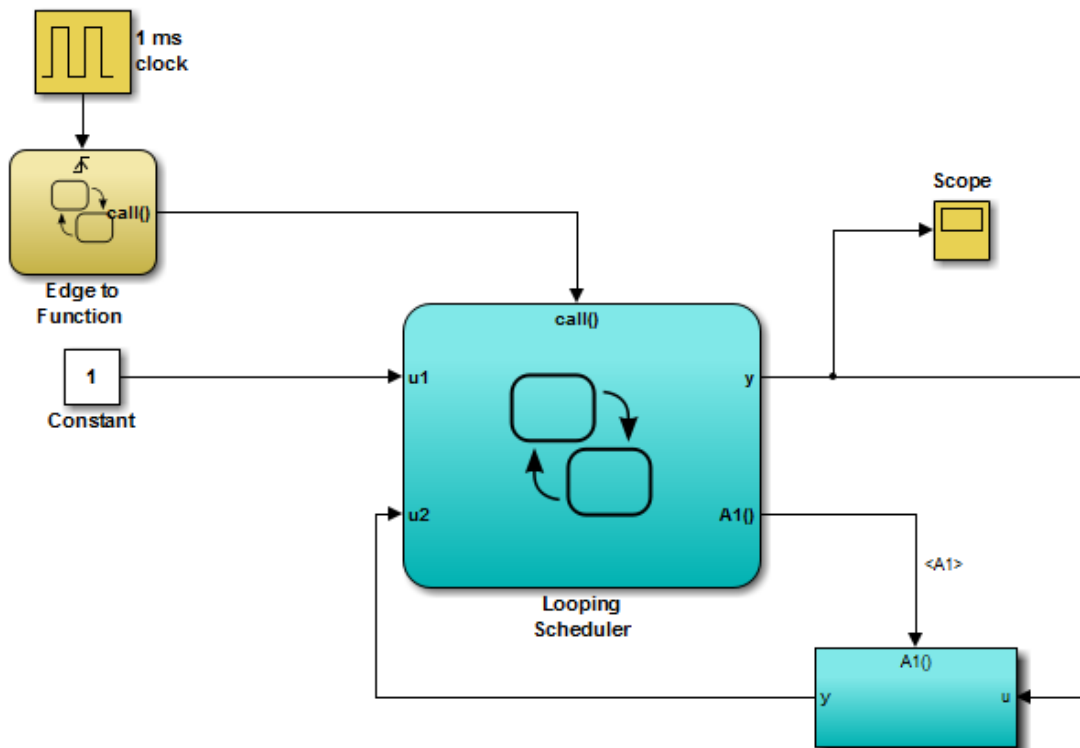 1 ms
clock
call()
Edge to
Function
Scope
call()
1
Constant
u1
y
u2
A1()
<A1>
Looping
Scheduler
A1()
y
u